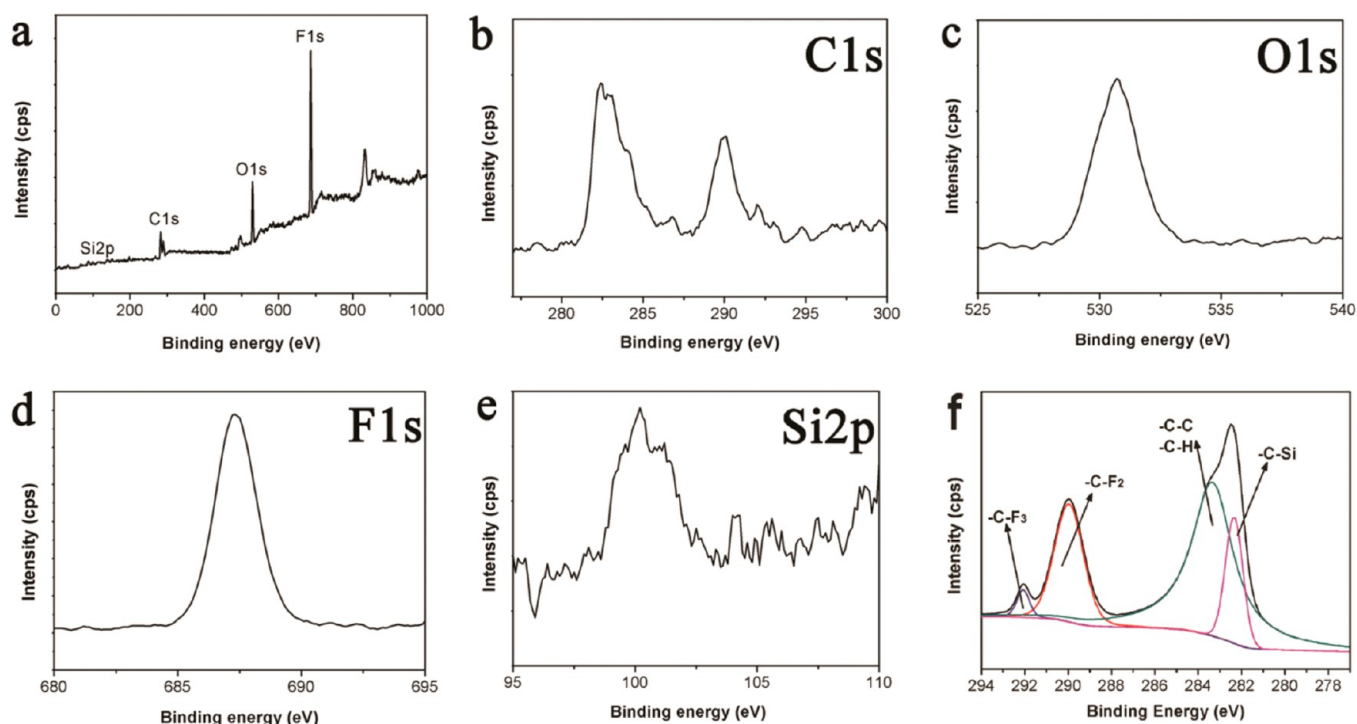 a
F1s
O1s
C1s
Si2p
Intensity (cps)
0 200 400 600 800 1000
Binding energy (eV)
b
C1s
Intensity (cps)
280 285 290 295 300
Binding energy (eV)
c
O1s
Intensity (cps)
525 530 535 540
Binding energy (eV)
d
F1s
Intensity (cps)
680 685 690 695
Binding energy (eV)
e
Si2p
Intensity (cps)
95 100 105 110
Binding energy (eV)
f
-C-C
-C-H
-C-Si
-C-F2
-C-F3
Intensity (cps)
294 292 290 288 286 284 282 280 278
Binding Energy (eV)